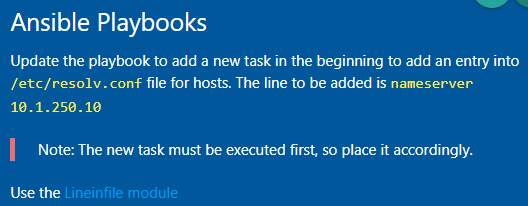 Ansible Playbooks
Update the playbook to add a new task in the beginning to add an entry into
/etc/resolv.conf file for hosts. The line to be added is nameserver
10.1.250.10
Note: The new task must be executed first, so place it accordingly.
Use the Lineinfile module